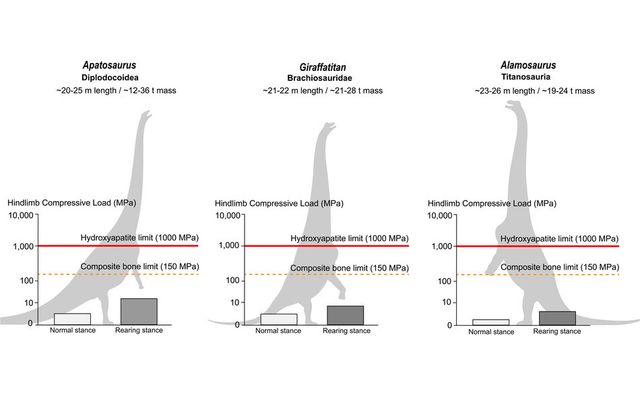 Apatosaurus
Diplodocoidea
~20-25 m length / ~12-36 t mass
Hindlimb Compressive Load (MPa)
10,000
Hydroxyapatite limit (1000 MPa)
1,000
Composite bone limit (150 MPa)
100
10
0
Normal stance
Rearing stance
Giraffatitan
Brachiosauridae
~21-22 m length / ~21-28 t mass
Hindlimb Compressive Load (MPa)
10,000
Hydroxyapatite limit (1000 MPa)
1,000
Composite bone limit (150 MPa)
100
10
0
Normal stance
Rearing stance
Alamosaurus
Titanosauria
~23-26 m length / ~19-24 t mass
Hindlimb Compressive Load (MPa)
10,000
Hydroxyapatite limit (1000 MPa)
1,000
Composite bone limit (150 MPa)
100
10
0
Normal stance
Rearing stance